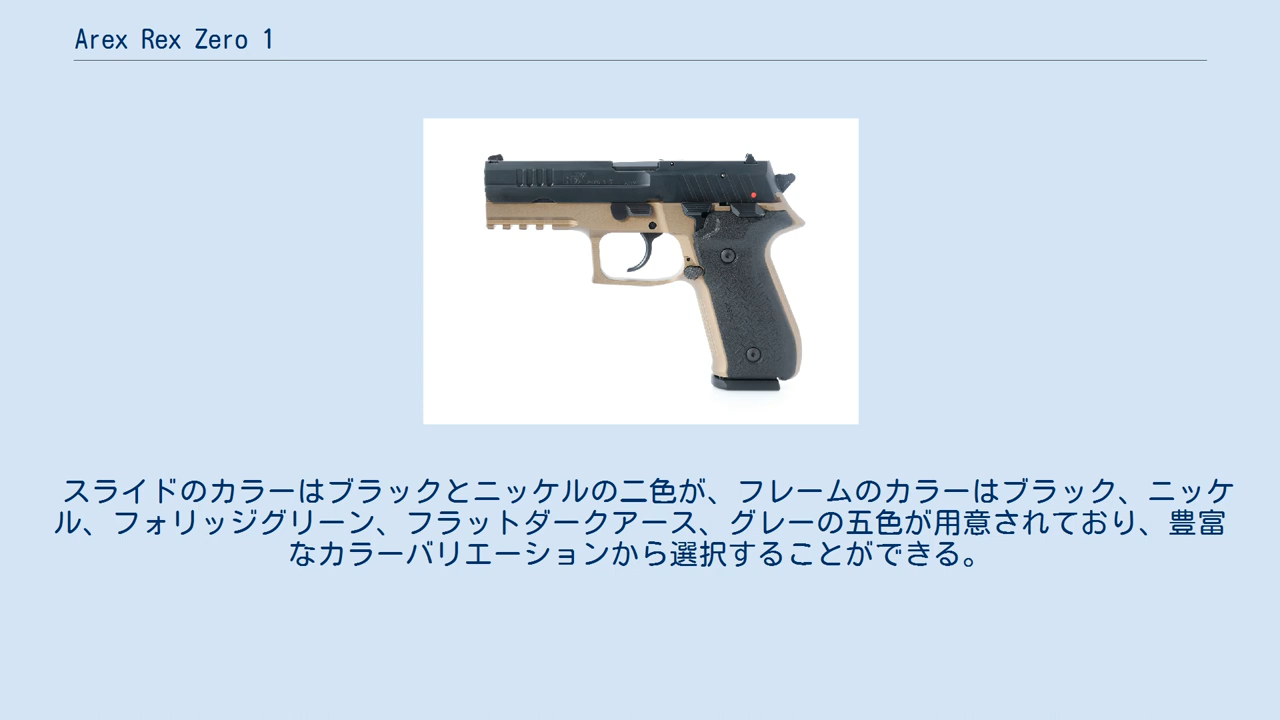 Arex Rex Zero 1
スライドのカラーはブラックとニッケルの二色が、フレームのカラーはブラック、ニッケ
ル、フォリッジグリーン、フラットダークアース、グレーの五色が用意されており、豊富
なカラーバリエーションから選択することができる。